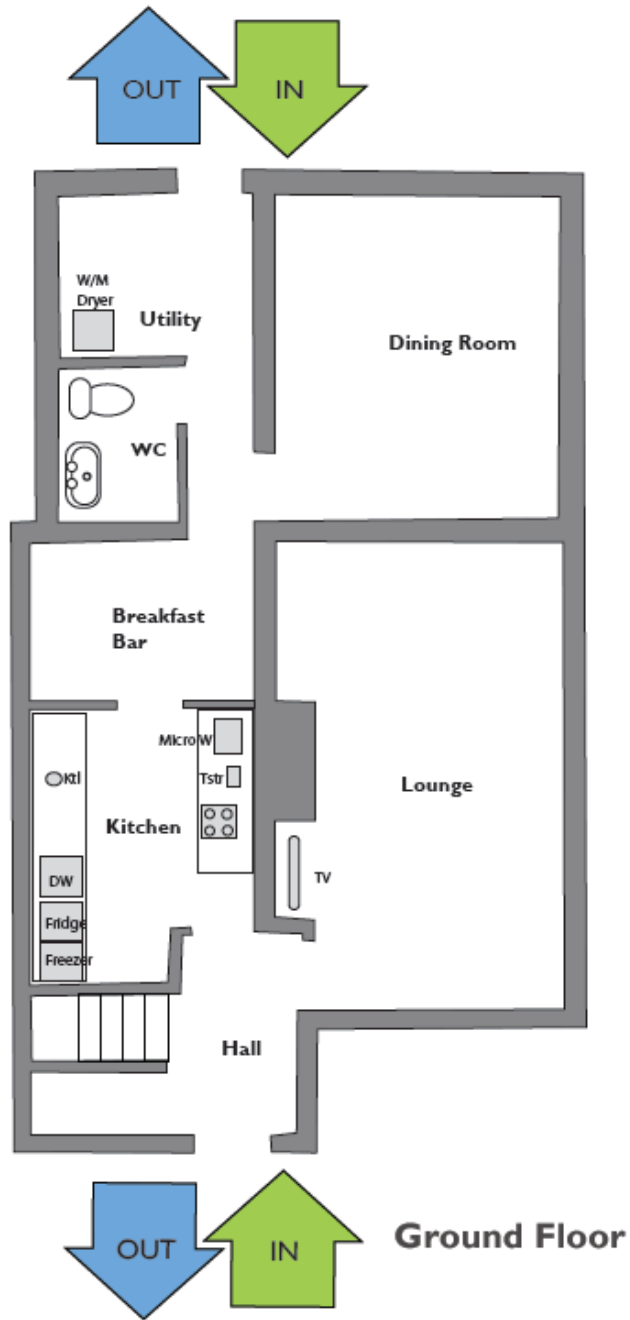 OUT
IN
W/M
Dryer
Utility
Dining Room
WC
Breakfast
Bar
MicroW
Ktl
Tstr
Lounge
Kitchen
DW
TV
Fridge
Freezer
Hall
OUT
IN
Ground Floor